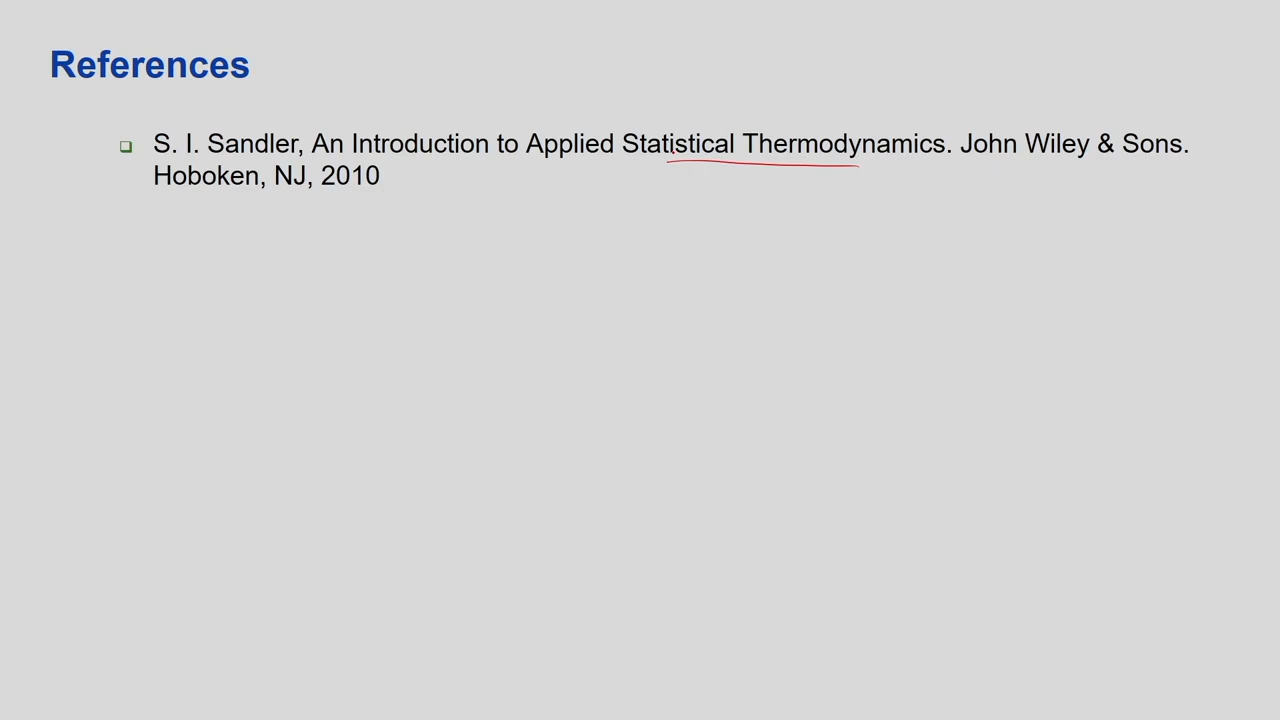 References
S. I. Sandler, An Introduction to Applied Statistical Thermodynamics. John Wiley & Sons.
Hoboken, NJ, 2010